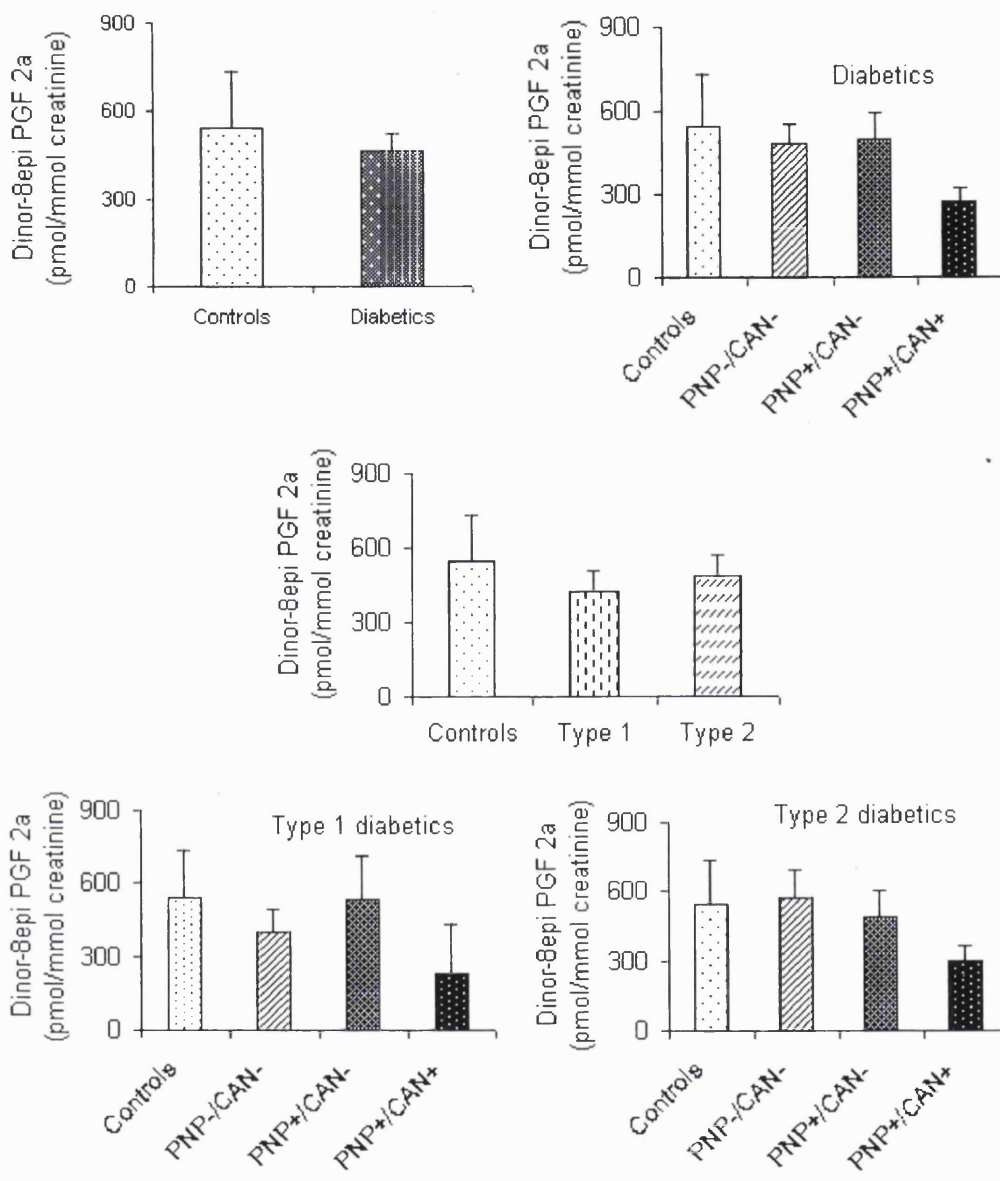 Dinor-8epi PGF 2a
(pmol/mmol creatinine)
900
600
300
0
Controls
Diabetics
Dinor-8epi PGF 2a
(pmol/mmol creatinine)
900
600
300
0
Diabetics
Controls
PNP-/CAN-
PNP+/CAN-
PNP+/CAN+
Dinor-8epi PGF 2a
(pmol/mmol creatinine)
900
600
300
0
Controls
Type 1
Type 2
Dinor-8epi PGF 2a
(pmol/mmol creatinine)
900
600
300
0
Type 1 diabetics
Controls
PNP-/CAN-
PNP+/CAN-
PNP+/CAN+
Dinor-8epi PGF 2a
(pmol/mmol creatinine)
900
600
300
0
Type 2 diabetics
Controls
PNP-/CAN-
PNP+/CAN-
PNP+/CAN+